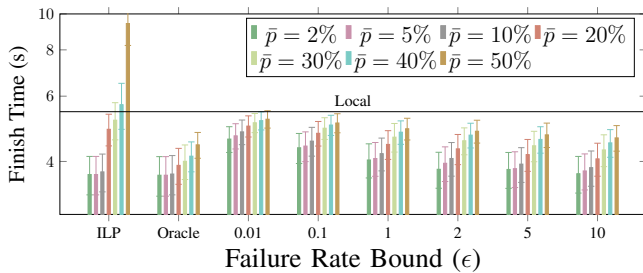 10
p̄ = 2% p̄ = 5% p̄ = 10% p̄ = 20%
p̄ = 30% p̄ = 40% p̄ = 50%
6
Local
4
Finish Time (s)
ILP Oracle 0.01 0.1 1 2 5 10
Failure Rate Bound (ϵ)